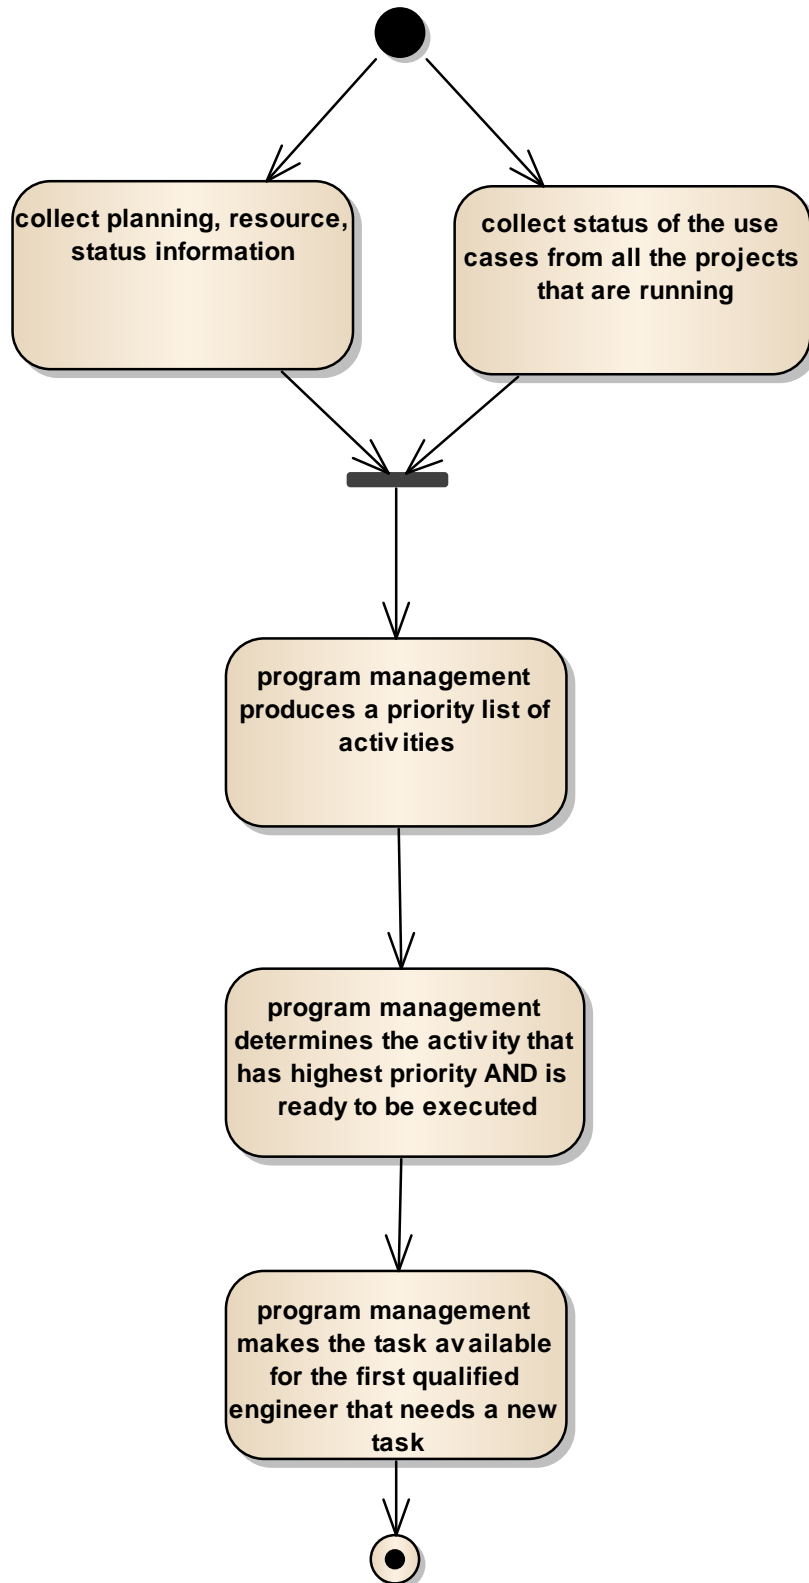 collect planning, resource,
status information
collect status of the use
cases from all the projects
that are running
program management
produces a priority list of
activities
program management
determines the activity that
has highest priority AND is
ready to be executed
program management
makes the task available
for the first qualified
engineer that needs a new
task